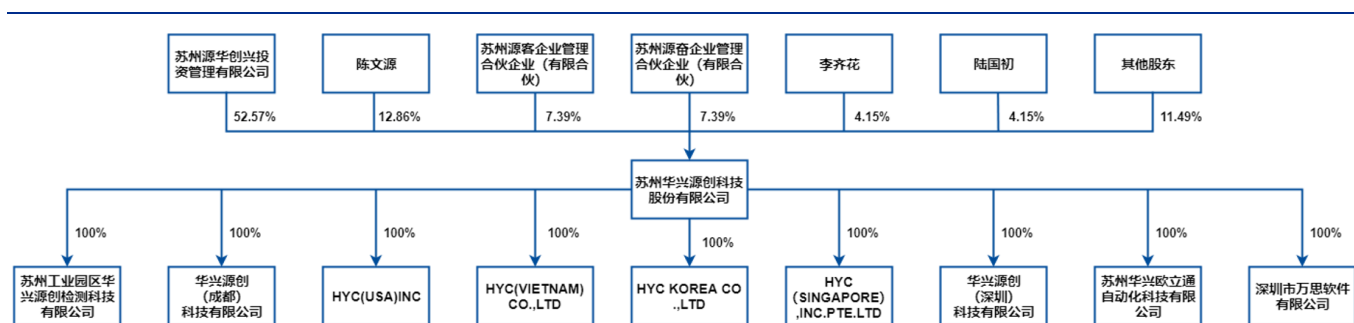 苏州源华创兴投
资管理有限公司
陈文源
苏州源客企业管理
合伙企业（有限合
伙）
苏州源奋企业管理
合伙企业（有限合
伙）
李齐花
陆国初
其他股东
52.57%
12.86%
7.39%
7.39%
4.15%
4.15%
11.49%
苏州华兴源创科技
股份有限公司
100%
100%
100%
100%
100%
100%
100%
100%
100%
苏州工业园区华
兴源创检测科技
有限公司
华兴源创
（成都）
科技有限公司
HYC(USA)INC
HYC(VIETNAM)
CO.,LTD
HYC KOREA CO
.,LTD
HYC
（SINGAPORE）
,INC.PTE.LTD
华兴源创
（深圳）
科技有限公司
苏州华兴欧立通
自动化科技有限公
司
深圳市万思软件
有限公司